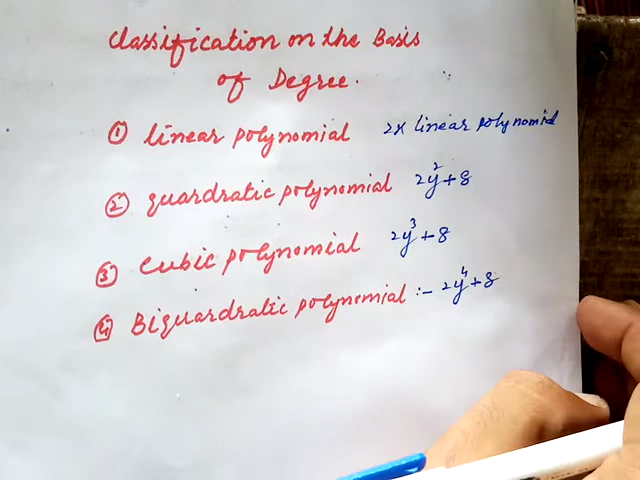 Classification on the Basis
of Degree.
① linear polynomial 2x linear polynomial
② quardratic polynomial 2y²+8
③ Cubic polynomial 2y³+8
④ Biquardratic polynomial :- 2y⁴+8